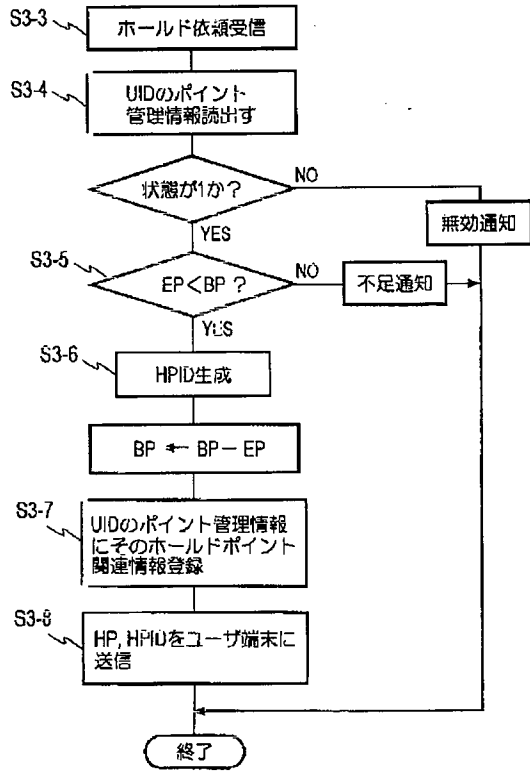 S3-3
ホールド依頼受信
S3-4
UIDのポイント
管理情報読出す
状態が1か?
NO
無効通知
YES
S3-5
EP<BP?
NO
不足通知
YES
S3-6
HPID生成
BP ← BP-EP
S3-7
UIDのポイント管理情報
にそのホールドポイント
関連情報登録
S3-8
HP, HPIDをユーザ端末に
送信
終了